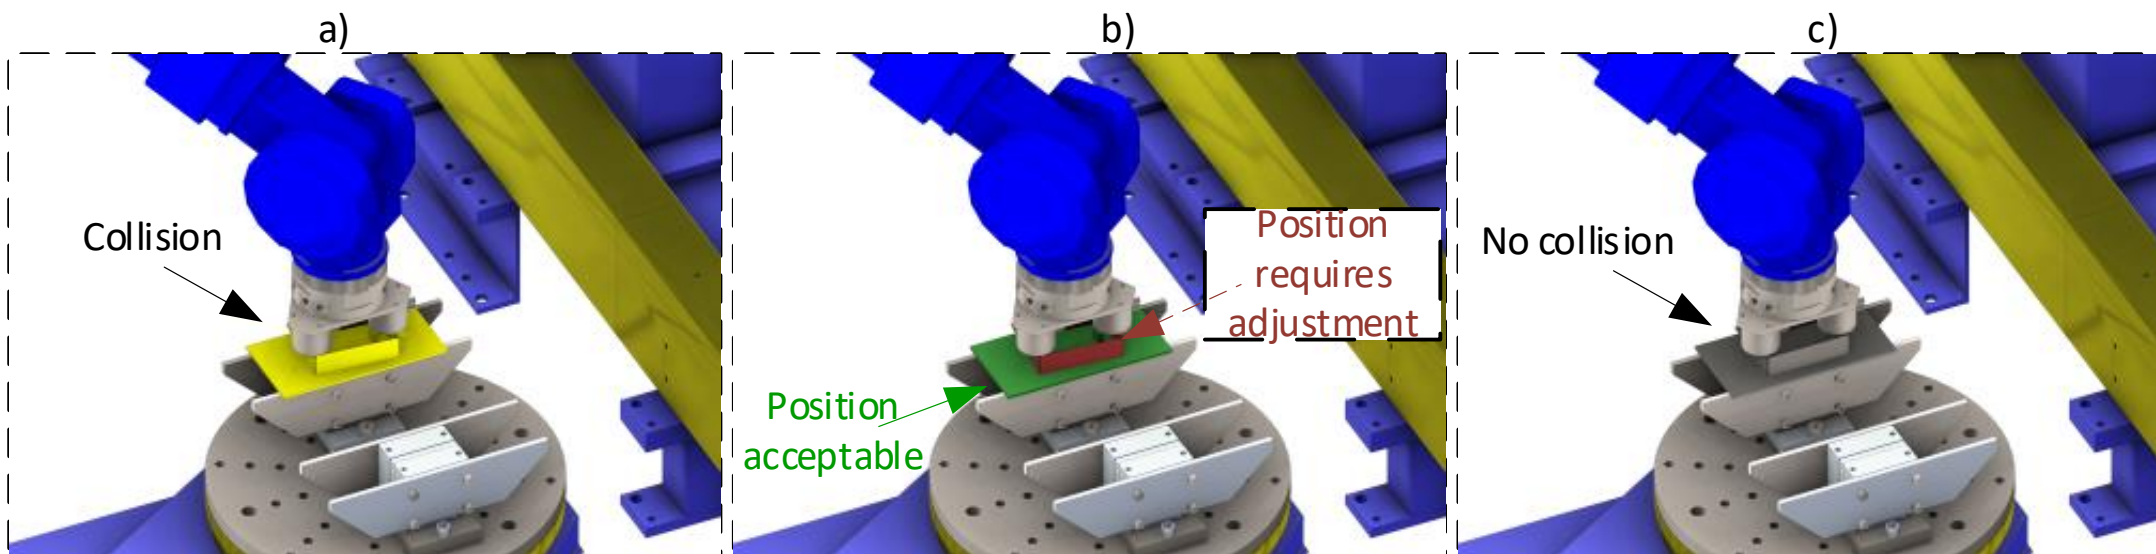 a)
b)
c)
Collision
Position
requires
adjustment
Position
acceptable
No collision